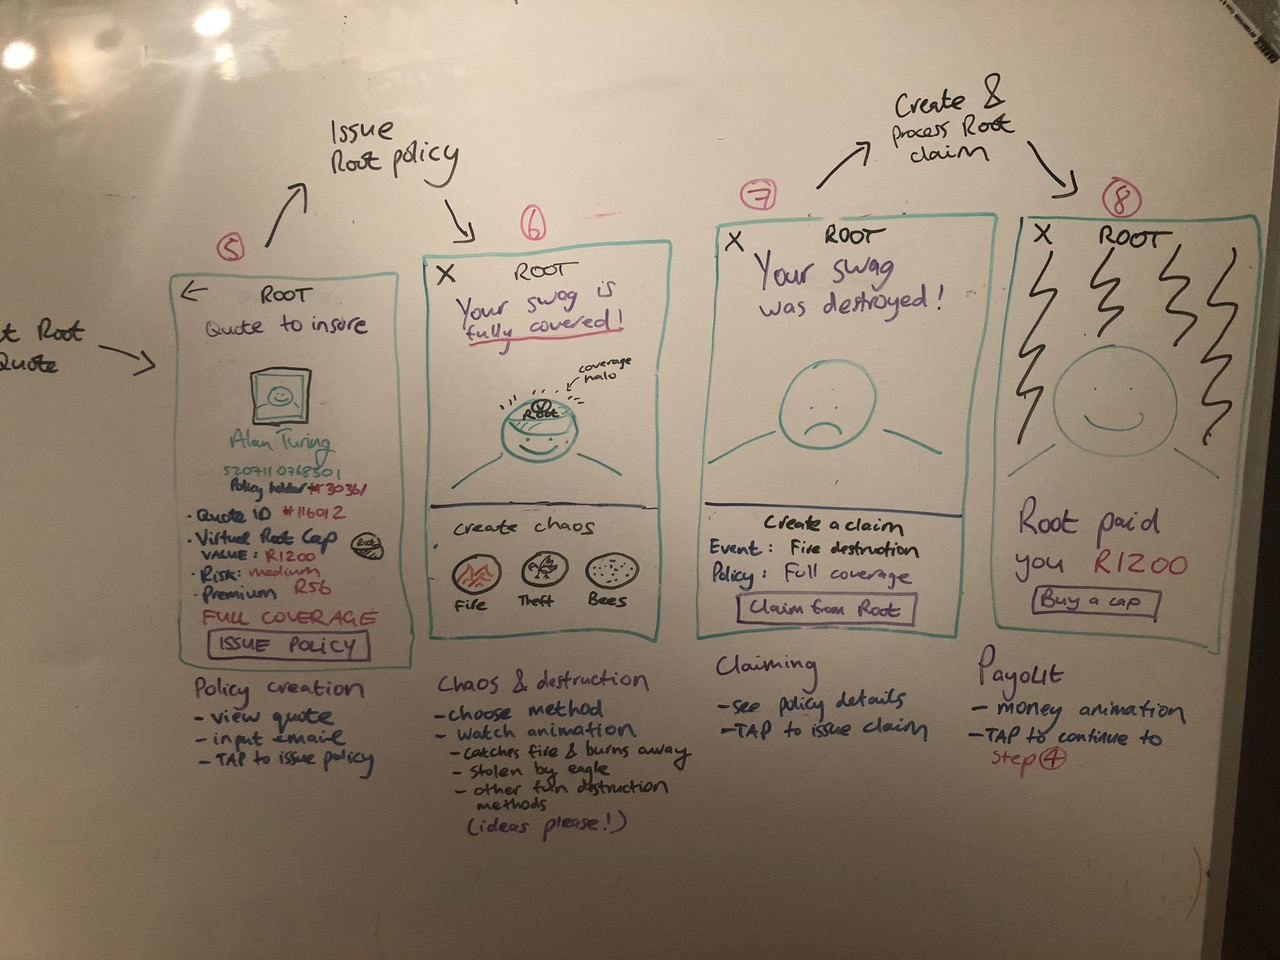 Issue
Root policy
Create &
process Root
claim
t Root
Quote
5
←
ROOT
Quote to insure
Alan Turing
Policy holder #30361
• Quote ID #116012
• Virtual Root Cap
VALUE: R1200
Root
• Risk: medium
• Premium R56
FULL COVERAGE
ISSUE POLICY
Policy creation
- view quote
- input email
- TAP to issue policy
6
X ROOT
Your swag is
fully covered!
coverage
halo
Root
create chaos
Fire Theft Bees
Chaos & destruction
- choose method
- watch animation
- catches fire & burns away
- stolen by eagle
- other fun destruction
methods
(ideas please!)
7
X ROOT
Your swag
was destroyed!
Create a claim
Event: Fire destruction
Policy: Full coverage
Claim from Root
Claiming
- see policy details
- TAP to issue claim
8
X ROOT
Root paid
you R1200
Buy a cap
Payout
- money animation
- TAP to continue to
Step 4